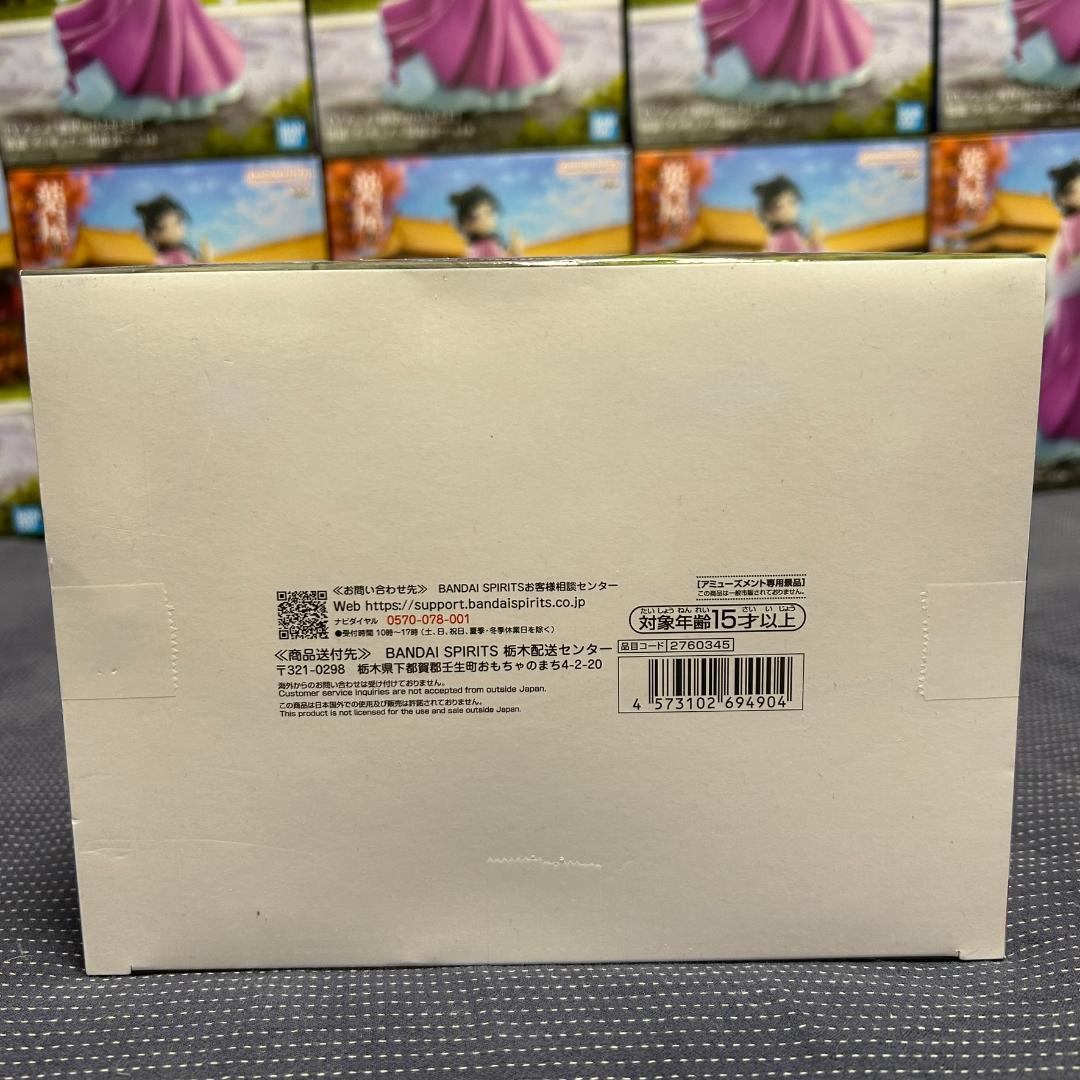 ≪お問い合わせ先≫ BANDAI SPIRITSお客様相談センター
Web https://support.bandaispirits.co.jp
ナビダイヤル 0570-078-001
●受付時間 10時～17時（土、日、祝日、夏季・冬季休業日を除く）
≪商品送付先≫ BANDAI SPIRITS 栃木配送センター
〒321-0298 栃木県下都賀郡壬生町おもちゃのまち4-2-20
海外からのお問い合わせは受け付けておりません。
Customer service inquiries are not accepted from outside Japan.
この商品は日本国外での使用及び販売は許諾されておりません。
This product is not licensed for the use and sale outside Japan.
[アミューズメント専用景品]
この商品は一般市販されておりません。
たいしょうねんれい さい いじょう
対象年齢15才以上
品目コード 2760345
4 573102 694904